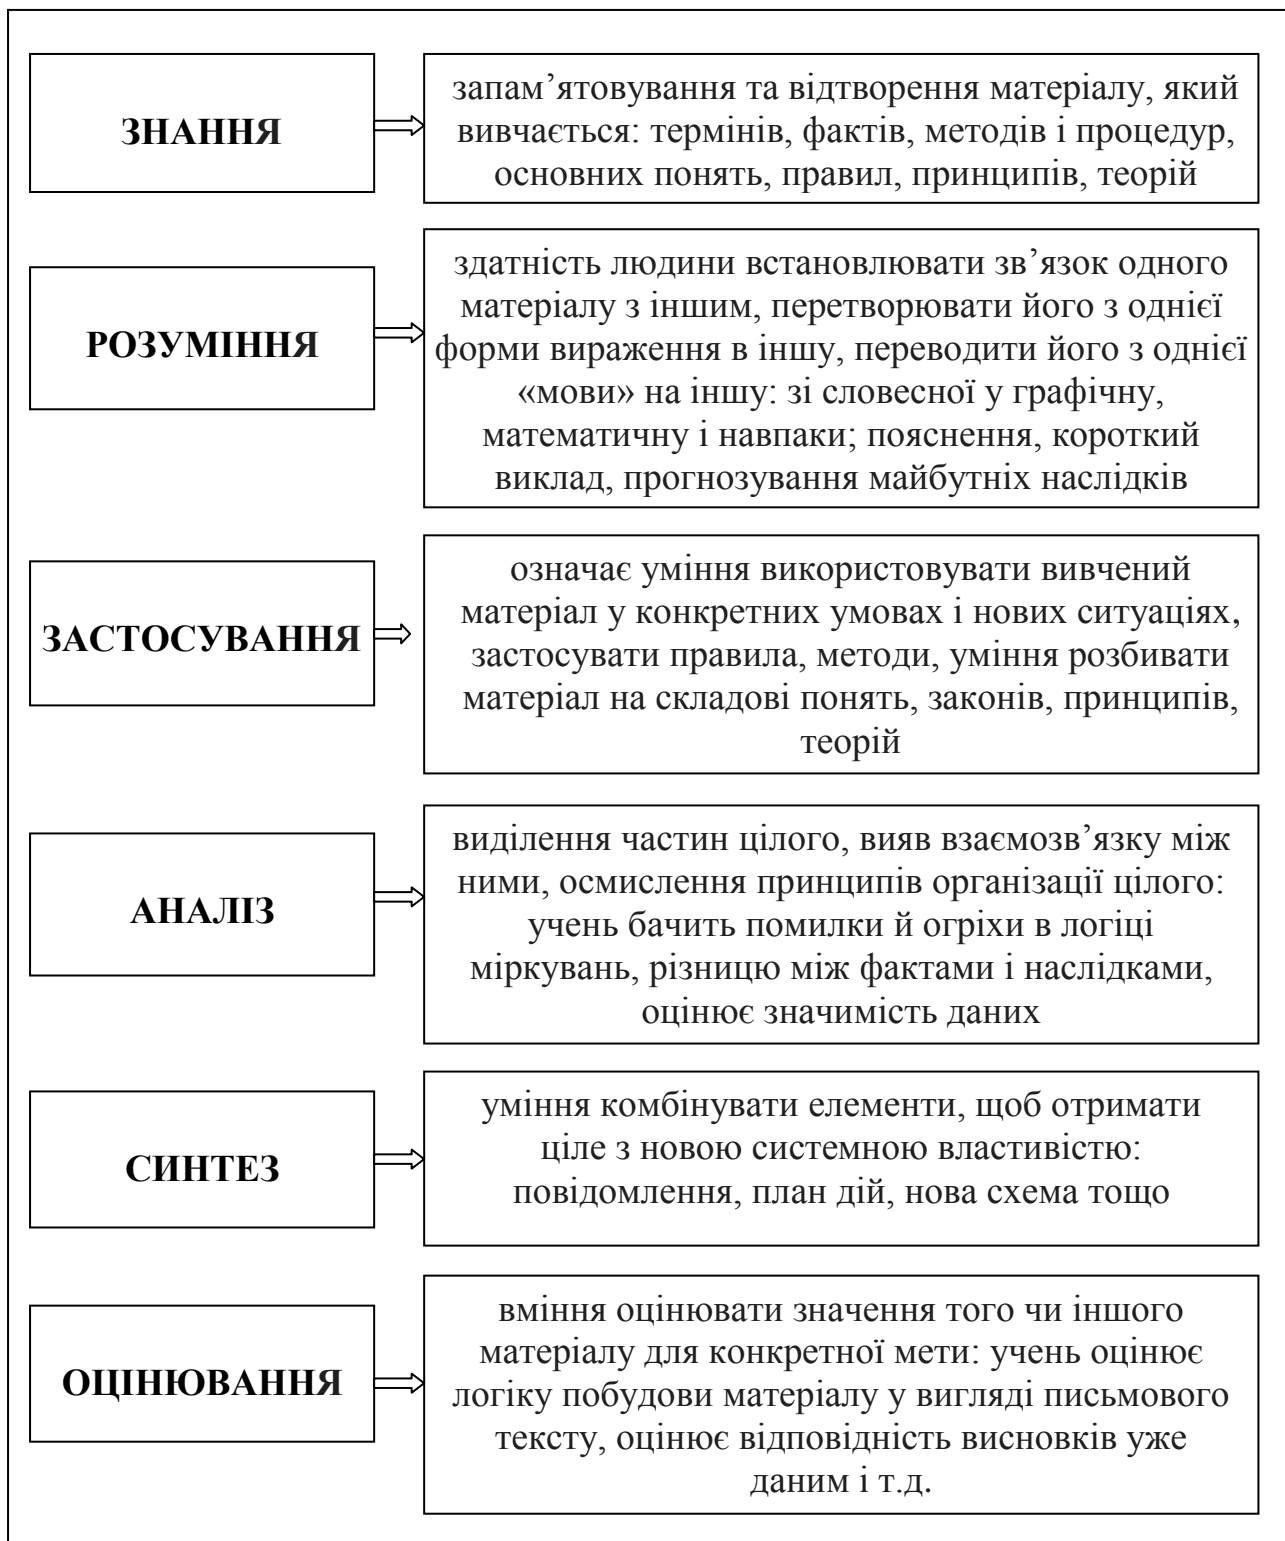 ЗНАННЯ
запам’ятовування та відтворення матеріалу, який
вивчається: термінів, фактів, методів і процедур,
основних понять, правил, принципів, теорій
РОЗУМІННЯ
здатність людини встановлювати зв’язок одного
матеріалу з іншим, перетворювати його з однієї
форми вираження в іншу, переводити його з однієї
«мови» на іншу: зі словесної у графічну,
математичну і навпаки; пояснення, короткий
виклад, прогнозування майбутніх наслідків
ЗАСТОСУВАННЯ
означає уміння використовувати вивчений
матеріал у конкретних умовах і нових ситуаціях,
застосувати правила, методи, уміння розбивати
матеріал на складові понять, законів, принципів,
теорій
АНАЛІЗ
виділення частин цілого, вияв взаємозв’язку між
ними, осмислення принципів організації цілого:
учень бачить помилки й огріхи в логіці
міркувань, різницю між фактами і наслідками,
оцінює значимість даних
СИНТЕЗ
уміння комбінувати елементи, щоб отримати
ціле з новою системною властивістю:
повідомлення, план дій, нова схема тощо
ОЦІНЮВАННЯ
вміння оцінювати значення того чи іншого
матеріалу для конкретної мети: учень оцінює
логіку побудови матеріалу у вигляді письмового
тексту, оцінює відповідність висновків уже
даним і т.д.